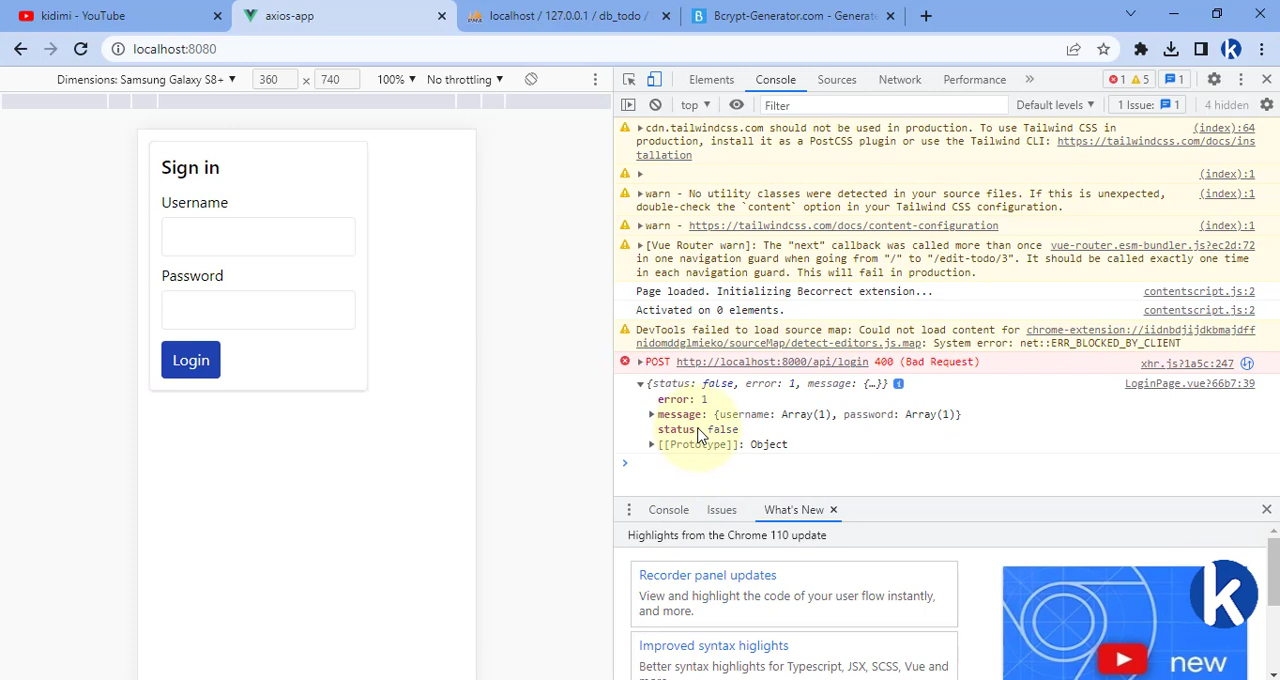 kidimi - YouTube
axios-app
localhost / 127.0.0.1 / db_todo /
Bcrypt-Generator.com - Generate
localhost:8080
Dimensions: Samsung Galaxy S8+ ▼ 360 × 740 100% ▼ No throttling ▼
Elements Console Sources Network Performance » 1 5 1
top ▼ Filter Default levels ▼ 1 Issue: 1 4 hidden
Sign in
Username
Password
Login
cdn.tailwindcss.com should not be used in production. To use Tailwind CSS in (index):64
production, install it as a PostCSS plugin or use the Tailwind CLI: https://tailwindcss.com/docs/ins
tallation
(index):1
warn - No utility classes were detected in your source files. If this is unexpected, (index):1
double-check the `content` option in your Tailwind CSS configuration.
warn - https://tailwindcss.com/docs/content-configuration (index):1
[Vue Router warn]: The "next" callback was called more than once vue-router.esm-bundler.js?ec2d:72
in one navigation guard when going from "/" to "/edit-todo/3". It should be called exactly one time
in each navigation guard. This will fail in production.
Page loaded. Initializing Becorrect extension... contentscript.js:2
Activated on 0 elements. contentscript.js:2
DevTools failed to load source map: Could not load content for chrome-extension://iidnbdjijdkbmajdff
nidomddglmieko/sourceMap/detect-editors.js.map: System error: net::ERR_BLOCKED_BY_CLIENT
POST http://localhost:8000/api/login 400 (Bad Request) xhr.js?1a5c:247
{status: false, error: 1, message: {…}} LoginPage.vue?66b7:39
error: 1
message: {username: Array(1), password: Array(1)}
status: false
[[Prototype]]: Object
Console Issues What's New
Highlights from the Chrome 110 update
Recorder panel updates
View and highlight the code of your user flow instantly,
and more.
Improved syntax higlights
Better syntax highlights for Typescript, JSX, SCSS, Vue and
new
k